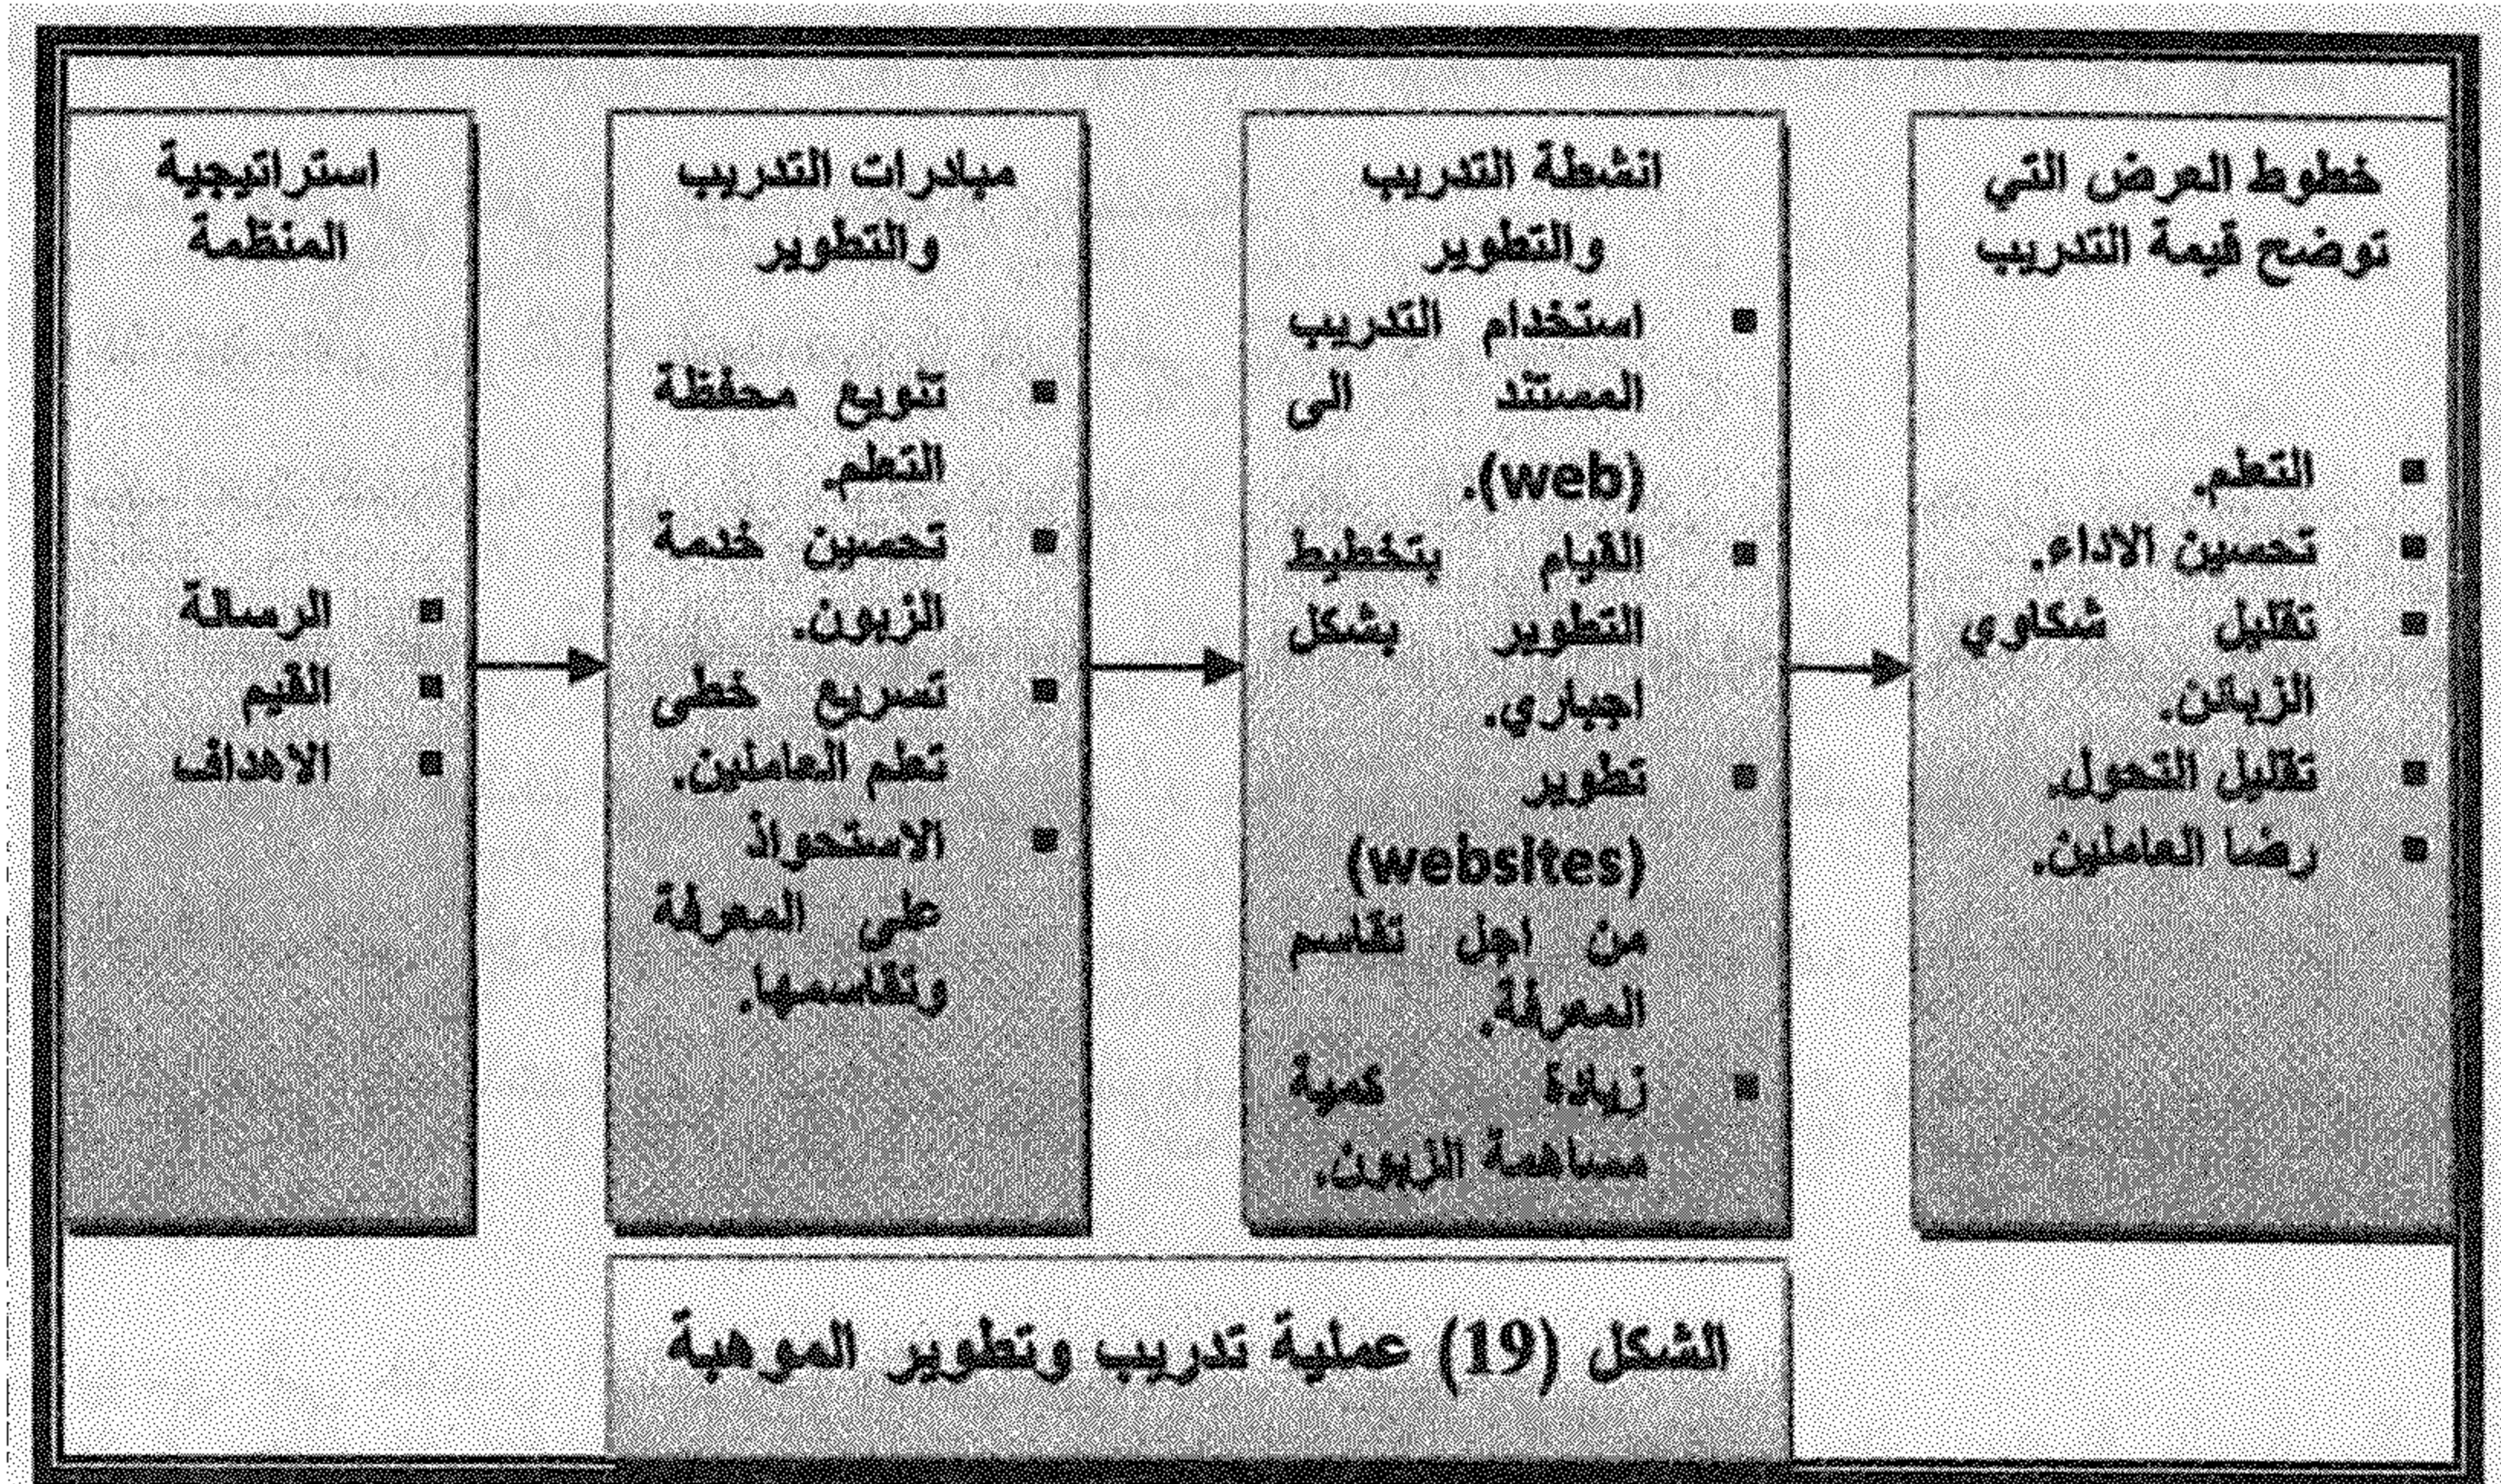 استراتيجية
المنظمة
▪ الرسالة
▪ القيم
▪ الاهداف
مبادرات التدريب
والتطوير
▪ تنويع محفظة
التعلم.
▪ تحسين خدمة
الزبون.
▪ تسريع خطى
تعلم العاملين.
▪ الاستحواذ
على المعرفة
وتقاسمها.
انشطة التدريب
والتطوير
▪ استخدام التدريب
المستند الى
(web).
▪ القيام بتخطيط
التطوير بشكل
اجباري.
▪ تطوير
(websites)
من اجل تقاسم
المعرفة.
▪ زيادة كمية
مساهمة الزبون.
خطوط العرض التي
توضح قيمة التدريب
▪ التعلم.
▪ تحسين الاداء.
▪ تقليل شكاوي
الزبائن.
▪ تقليل التحول.
▪ رضا العاملين.
الشكل (19) عملية تدريب وتطوير الموهبة